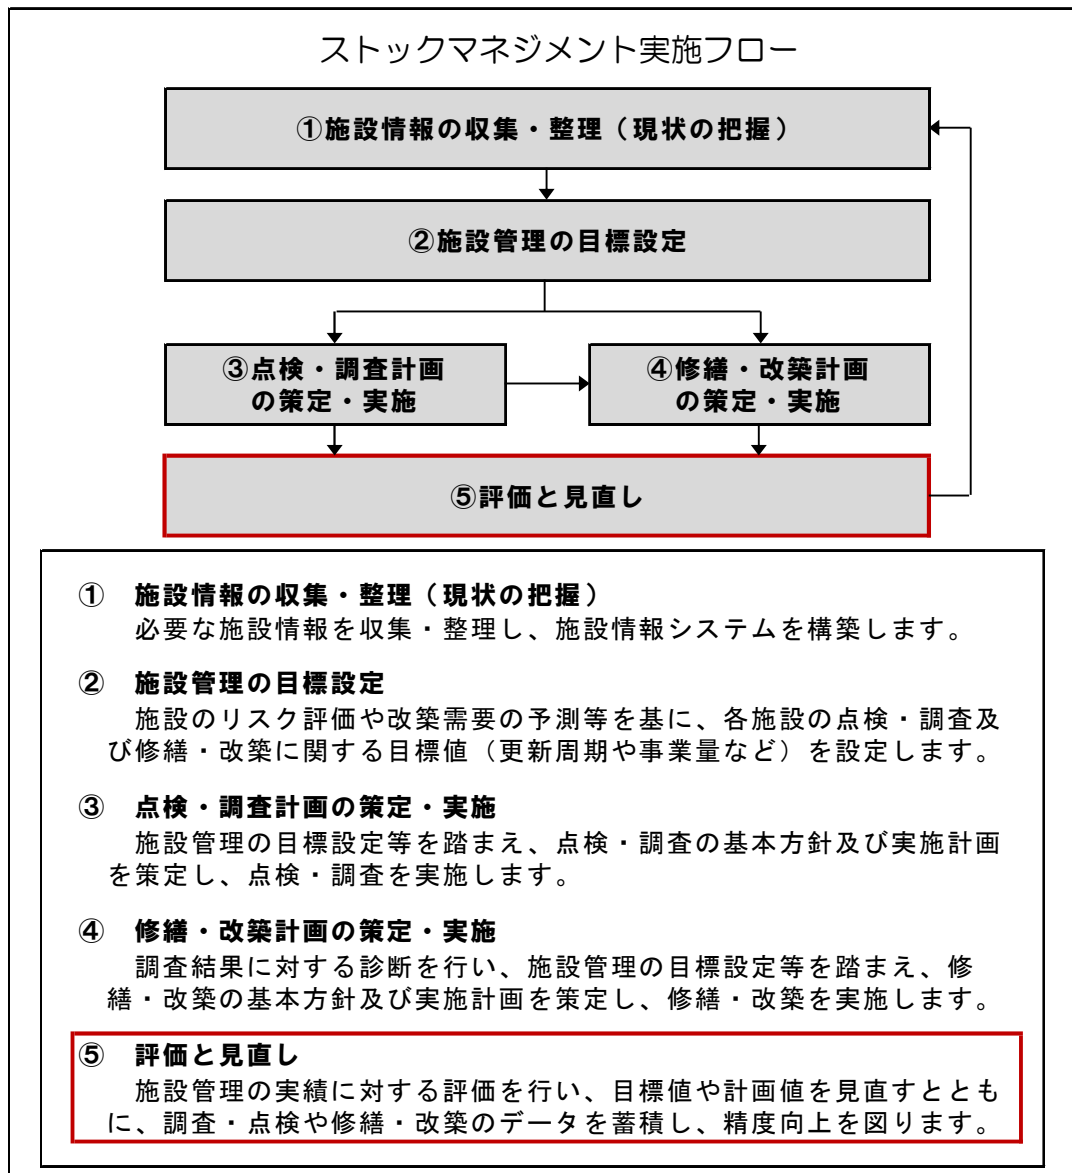 ストックマネジメント実施フロー
①施設情報の収集・整理（現状の把握）
②施設管理の目標設定
③点検・調査計画
の策定・実施
④修繕・改築計画
の策定・実施
⑤評価と見直し
① 施設情報の収集・整理（現状の把握）
必要な施設情報を収集・整理し、施設情報システムを構築します。
② 施設管理の目標設定
施設のリスク評価や改築需要の予測等を基に、各施設の点検・調査及
び修繕・改築に関する目標値（更新周期や事業量など）を設定します。
③ 点検・調査計画の策定・実施
施設管理の目標設定等を踏まえ、点検・調査の基本方針及び実施計画
を策定し、点検・調査を実施します。
④ 修繕・改築計画の策定・実施
調査結果に対する診断を行い、施設管理の目標設定等を踏まえ、修
繕・改築の基本方針及び実施計画を策定し、修繕・改築を実施します。
⑤ 評価と見直し
施設管理の実績に対する評価を行い、目標値や計画値を見直すととも
に、調査・点検や修繕・改築のデータを蓄積し、精度向上を図ります。